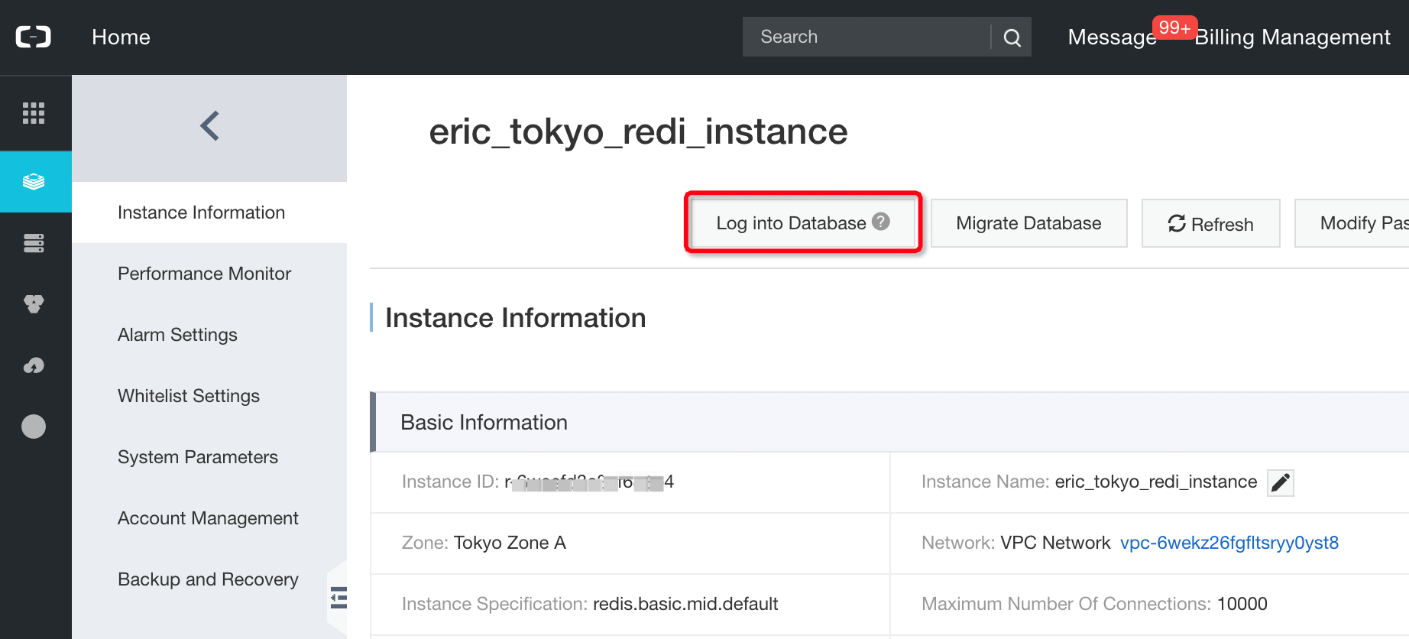 Home
Search
Message 99+ Billing Management
eric_tokyo_redi_instance
Log into Database ?
Migrate Database
Refresh
Modify Pas
Instance Information
Performance Monitor
Alarm Settings
Whitelist Settings
System Parameters
Account Management
Backup and Recovery
Instance Information
Basic Information
Instance ID:
Instance Name: eric_tokyo_redi_instance
Zone: Tokyo Zone A
Network: VPC Network vpc-6wekz26fgfltsryy0yst8
Instance Specification: redis.basic.mid.default
Maximum Number Of Connections: 10000